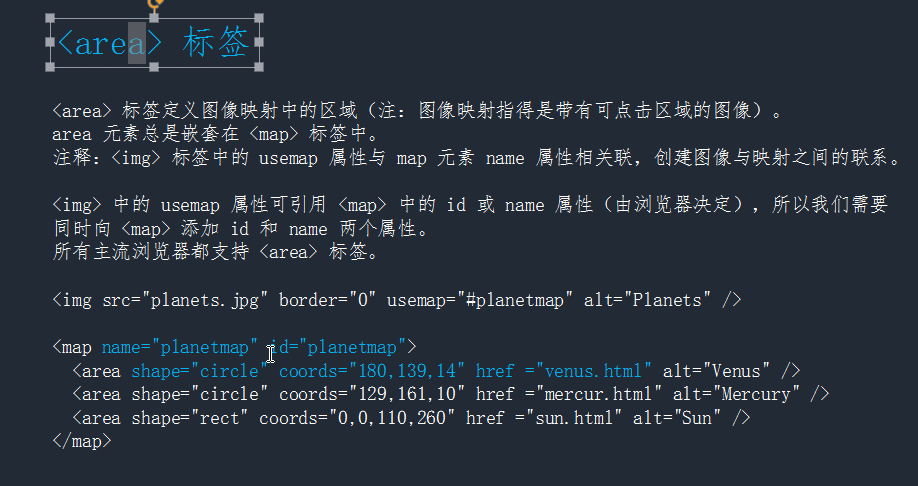 <area> 标签
<area> 标签定义图像映射中的区域（注：图像映射指得是带有可点击区域的图像）。
area 元素总是嵌套在 <map> 标签中。
注释：<img> 标签中的 usemap 属性与 map 元素 name 属性相关联，创建图像与映射之间的联系。
<img> 中的 usemap 属性可引用 <map> 中的 id 或 name 属性（由浏览器决定），所以我们需要
同时向 <map> 添加 id 和 name 两个属性。
所有主流浏览器都支持 <area> 标签。
<img src="planets.jpg" border="0" usemap="#planetmap" alt="Planets" />
<map name="planetmap" id="planetmap">
<area shape="circle" coords="180,139,14" href ="venus.html" alt="Venus" />
<area shape="circle" coords="129,161,10" href ="mercur.html" alt="Mercury" />
<area shape="rect" coords="0,0,110,260" href ="sun.html" alt="Sun" />
</map>